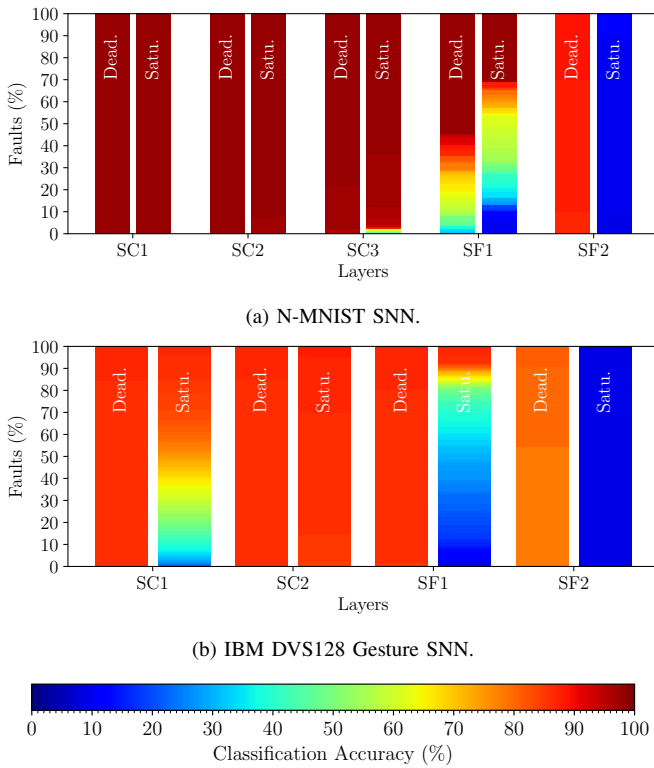 100
90
80
70
60
50
40
30
20
10
0
Faults (%)
Dead. Satu. Dead. Satu. Dead. Satu. Dead. Satu. Dead. Satu.
SC1 SC2 SC3 SF1 SF2
Layers
(a) N-MNIST SNN.
100
90
80
70
60
50
40
30
20
10
0
Faults (%)
Dead. Satu. Dead. Satu. Dead. Satu. Dead. Satu.
SC1 SC2 SF1 SF2
Layers
(b) IBM DVS128 Gesture SNN.
0 10 20 30 40 50 60 70 80 90 100
Classification Accuracy (%)